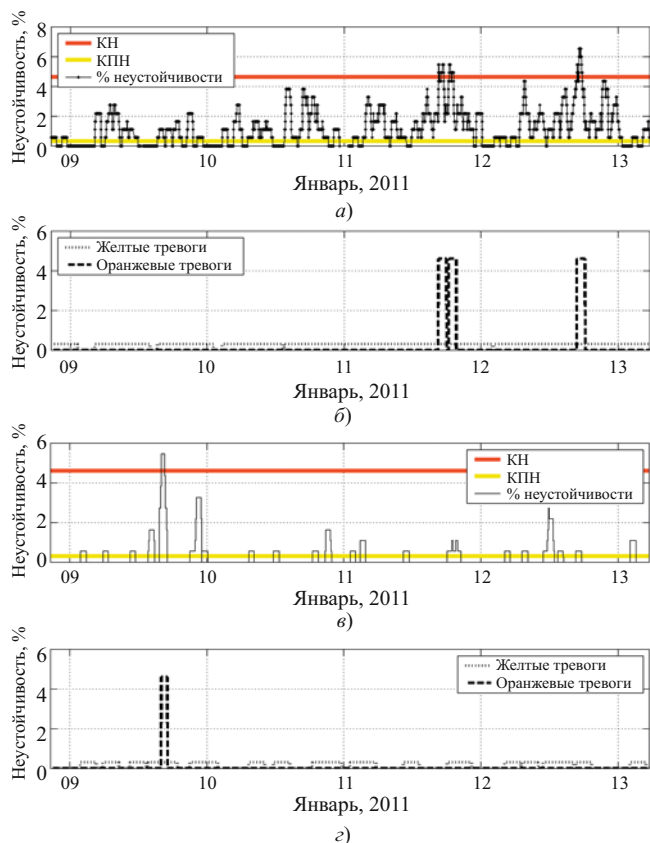 Неустойчивость, %
8
6
4
2
0
КН
КПН
% неустойчивости
09 10 11 12 13
Январь, 2011
а)
Неустойчивость, %
6
4
2
0
Желтые тревоги
Оранжевые тревоги
09 10 11 12 13
Январь, 2011
б)
Неустойчивость, %
6
4
2
0
КН
КПН
% неустойчивости
09 10 11 12 13
Январь, 2011
в)
Неустойчивость, %
6
4
2
0
Желтые тревоги
Оранжевые тревоги
09 10 11 12 13
Январь, 2011
г)